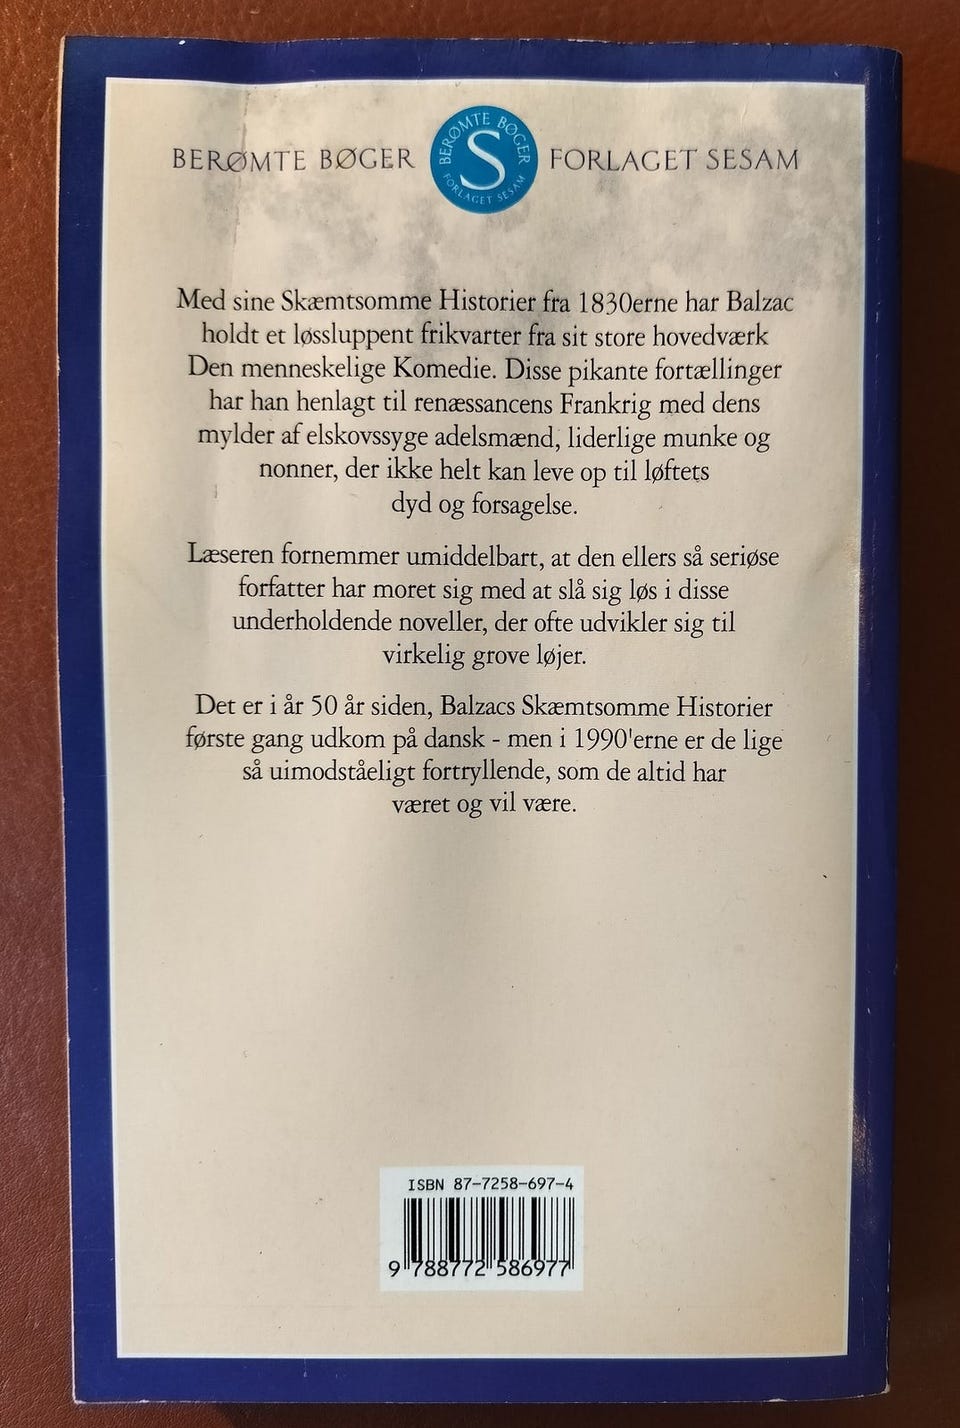 BERØMTE BØGER
BERØMTE BØGER
S
FORLAGET SESAM
FORLAGET SESAM
Med sine Skæmtsomme Historier fra 1830erne har Balzac
holdt et løssluppent frikvarter fra sit store hovedværk
Den menneskelige Komedie. Disse pikante fortællinger
har han henlagt til renæssancens Frankrig med dens
mylder af elskovssyge adelsmænd, liderlige munke og
nonner, der ikke helt kan leve op til løftets
dyd og forsagelse.
Læseren fornemmer umiddelbart, at den ellers så seriøse
forfatter har moret sig med at slå sig løs i disse
underholdende noveller, der ofte udvikler sig til
virkelig grove løjer.
Det er i år 50 år siden, Balzacs Skæmtsomme Historier
første gang udkom på dansk - men i 1990'erne er de lige
så uimodståeligt fortryllende, som de altid har
været og vil være.
ISBN 87-7258-697-4
9 788772 586977